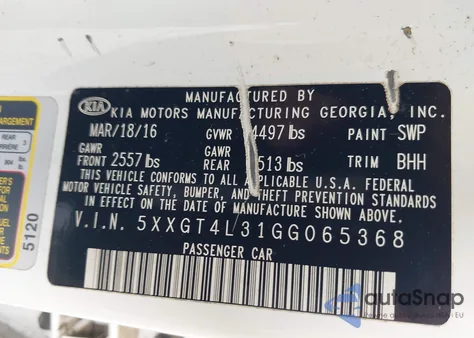 MANUFACTURED BY
KIA KIA MOTORS MANUFACTURING GEORGIA, INC.
MAR/18/16 GVWR 4497 lbs PAINT SWP
GAWR GAWR
FRONT 2557 lbs REAR 513 lbs TRIM BHH
THIS VEHICLE CONFORMS TO ALL APPLICABLE U.S.A. FEDERAL
MOTOR VEHICLE SAFETY, BUMPER, AND THEFT PREVENTION STANDARDS
IN EFFECT ON THE DATE OF MANUFACTURE SHOWN ABOVE.
V.I.N. 5XXGT4L31GG065368
PASSENGER CAR
5120
REAR 3
autoSnap